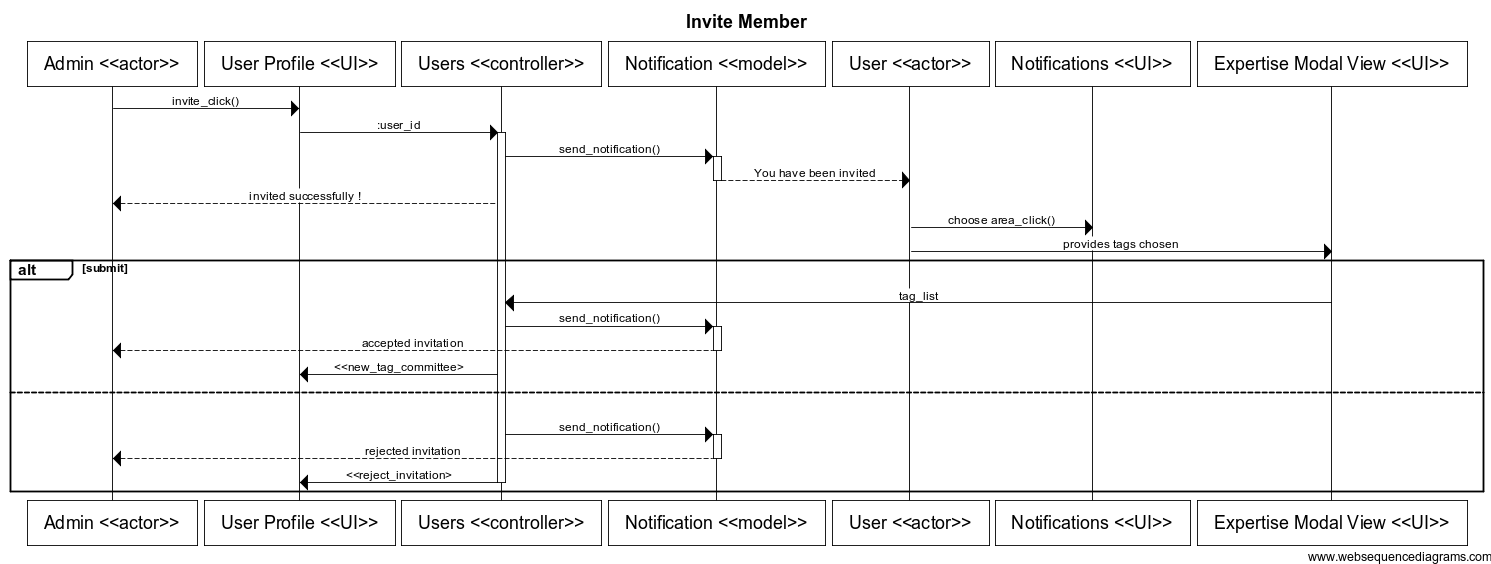 Invite Member
Admin <<actor>> User Profile <<UI>> Users <<controller>> Notification <<model>> User <<actor>> Notifications <<UI>> Expertise Modal View <<UI>>
invite_click()
:user_id
send_notification()
You have been invited
invited successfully !
choose area_click()
provides tags chosen
alt [submit]
tag_list
send_notification()
accepted invitation
<<new_tag_committee>
send_notification()
rejected invitation
<<reject_invitation>
Admin <<actor>> User Profile <<UI>> Users <<controller>> Notification <<model>> User <<actor>> Notifications <<UI>> Expertise Modal View <<UI>>
www.websequencediagrams.com